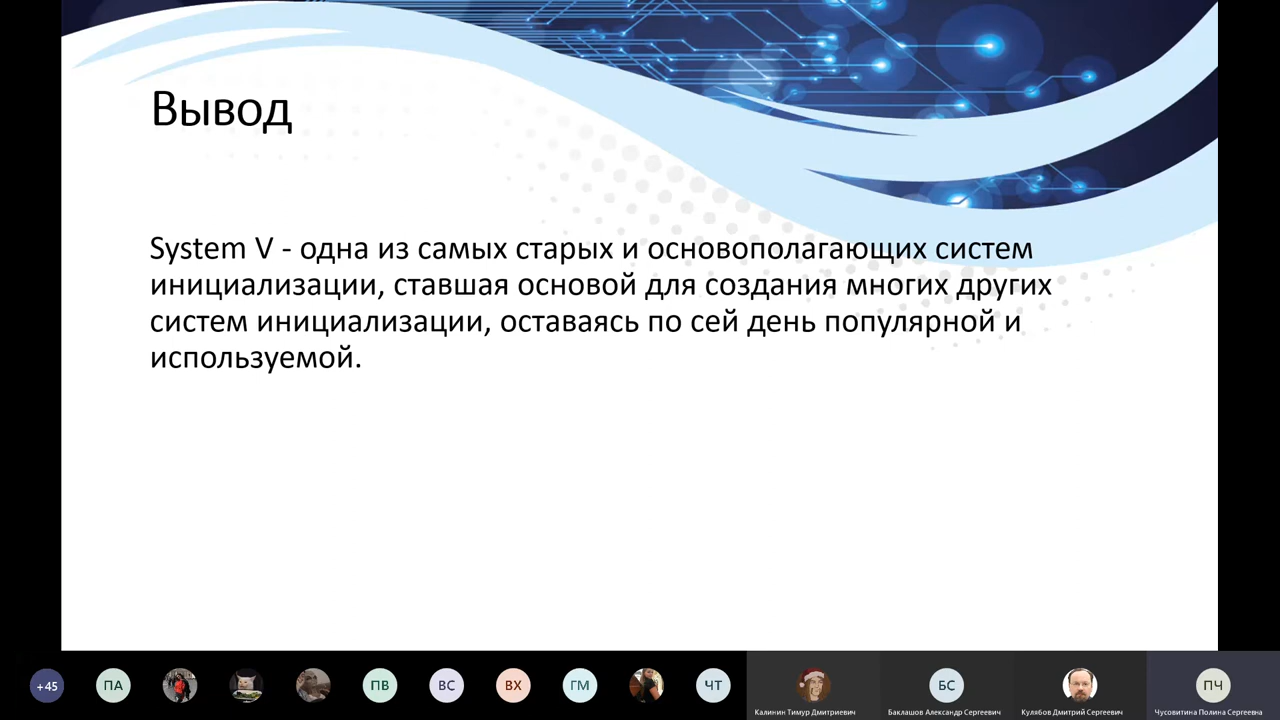 Вывод
System V - одна из самых старых и основополагающих систем
инициализации, ставшая основой для создания многих других
систем инициализации, оставаясь по сей день популярной и
используемой.
+45
ПА
ПВ
ВС
ВХ
ГМ
ЧТ
БС
ПЧ
Калинин Тимур Дмитриевич
Баклашов Александр Сергеевич
Кулябов Дмитрий Сергеевич
Чусовитина Полина Сергеевна